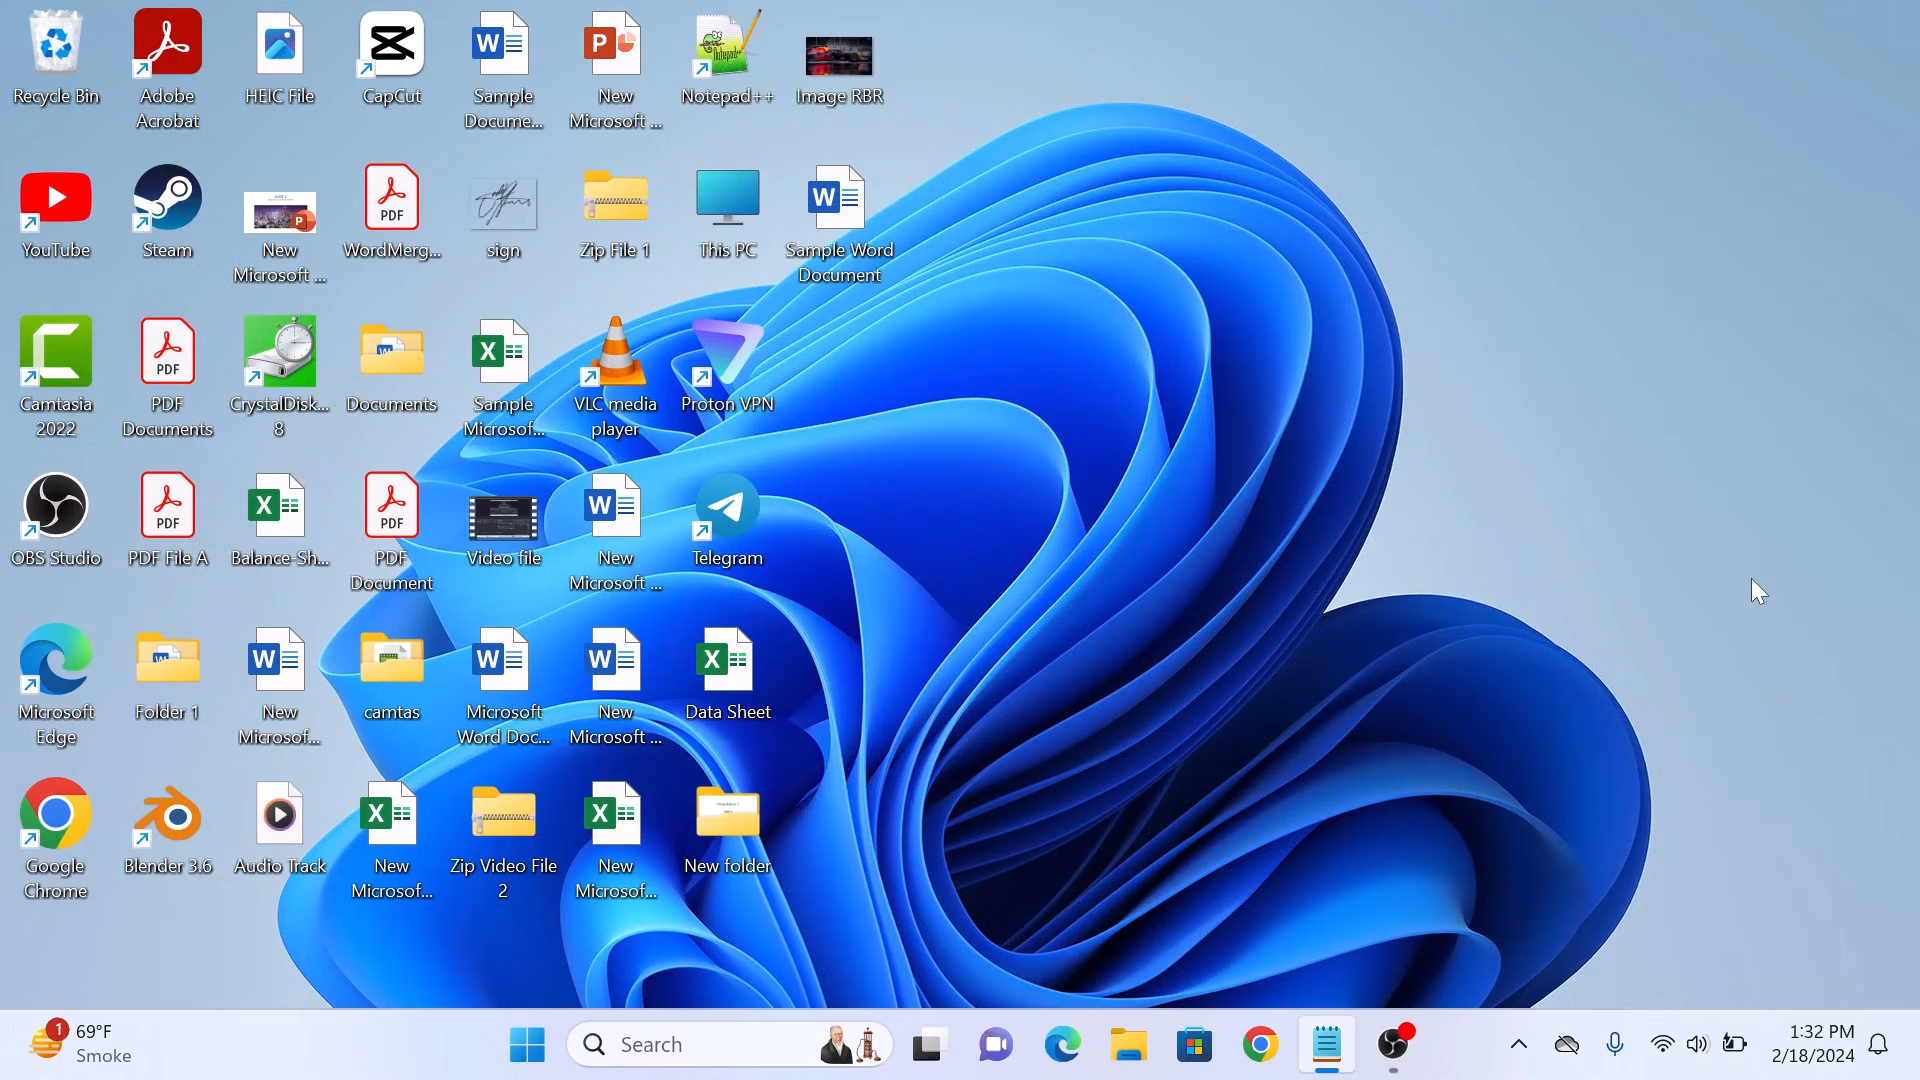 Recycle Bin
Adobe
Acrobat
HEIC File
CapCut
Sample
Docume...
New
Microsoft ...
Notepad++
Image RBR
YouTube
Steam
New
Microsoft ...
PDF
WordMerg...
sign
Zip File 1
This PC
Sample Word
Document
Camtasia
2022
PDF
PDF
Documents
CrystalDisk...
8
Documents
Sample
Microsof...
VLC media
player
Proton VPN
OBS Studio
PDF
PDF File A
Balance-Sh...
PDF
PDF
Document
Video file
New
Microsoft ...
Telegram
Microsoft
Edge
Folder 1
New
Microsof...
camtas
Microsoft
Word Doc...
New
Microsoft ...
Data Sheet
Google
Chrome
Blender 3.6
Audio Track
New
Microsof...
Zip Video File
2
New
Microsof...
New folder
1
69°F
Smoke
Search
1:32 PM
2/18/2024